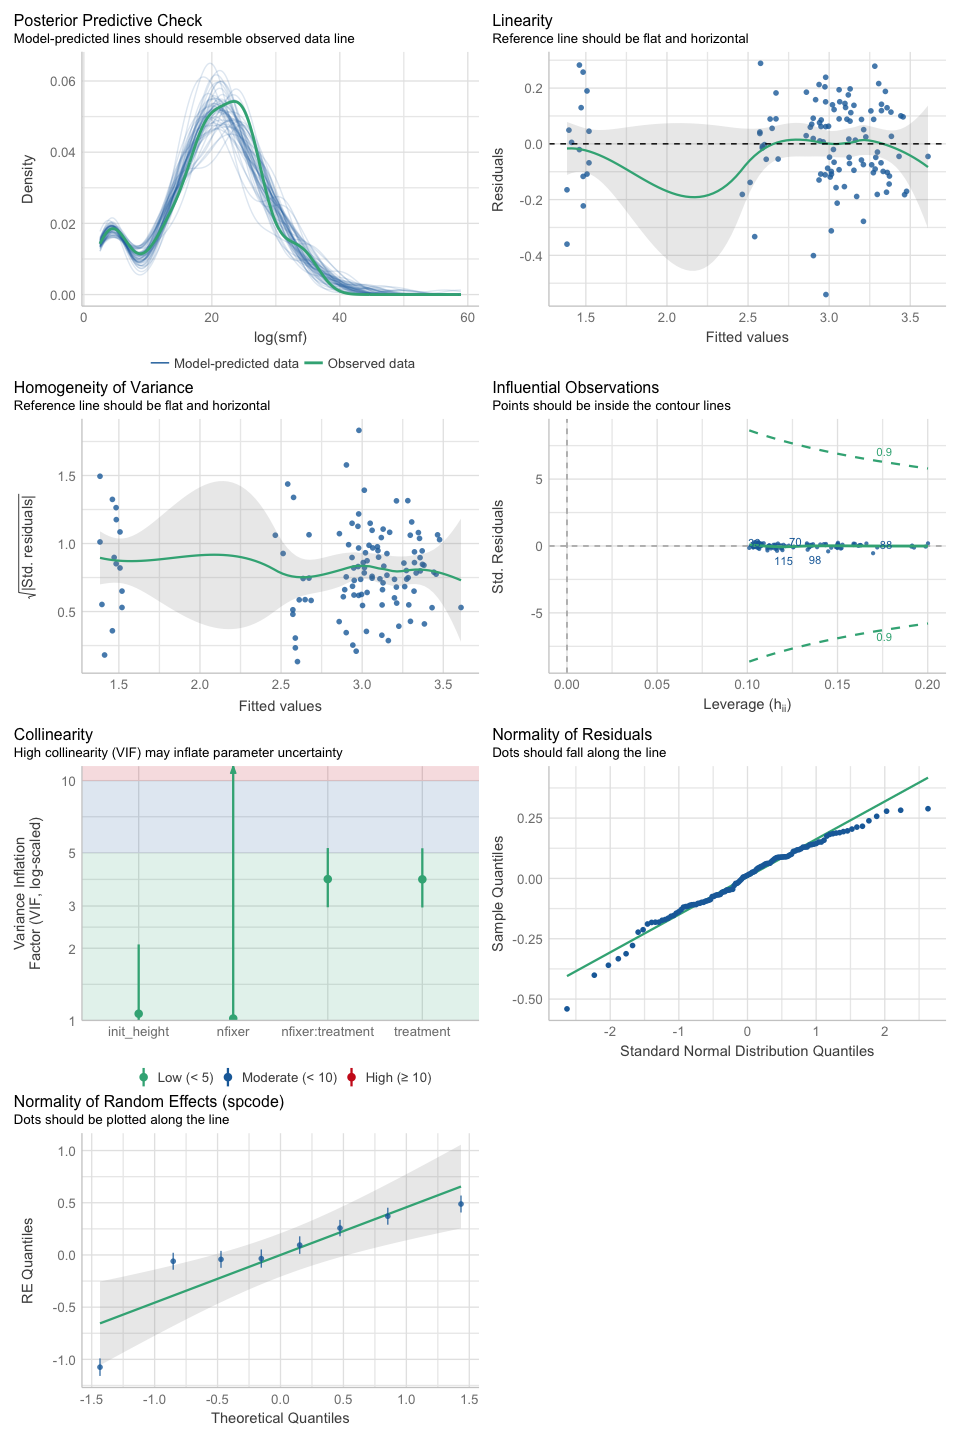 Posterior Predictive Check
Model-predicted lines should resemble observed data line
Density
0.06
0.04
0.02
0.00
0
20
40
60
log(smf)
Model-predicted data
Observed data
Linearity
Reference line should be flat and horizontal
Residuals
0.2
0.0
-0.2
-0.4
1.5
2.0
2.5
3.0
3.5
Fitted values
Homogeneity of Variance
Reference line should be flat and horizontal
√|Std. residuals|
1.5
1.0
0.5
1.5
2.0
2.5
3.0
3.5
Fitted values
Influential Observations
Points should be inside the contour lines
Std. Residuals
5
0
-5
0.9
70
88
115
98
0.9
0.00
0.05
0.10
0.15
0.20
Leverage (hii)
Collinearity
High collinearity (VIF) may inflate parameter uncertainty
Variance Inflation
Factor (VIF, log-scaled)
10
5
3
2
1
init_height
nfixer
nfixer:treatment
treatment
Low (< 5)
Moderate (< 10)
High (≥ 10)
Normality of Residuals
Dots should fall along the line
Sample Quantiles
0.25
0.00
-0.25
-0.50
-2
-1
0
1
2
Standard Normal Distribution Quantiles
Normality of Random Effects (spcode)
Dots should be plotted along the line
RE Quantiles
1.0
0.5
0.0
-0.5
-1.0
-1.5
-1.0
-0.5
0.0
0.5
1.0
1.5
Theoretical Quantiles